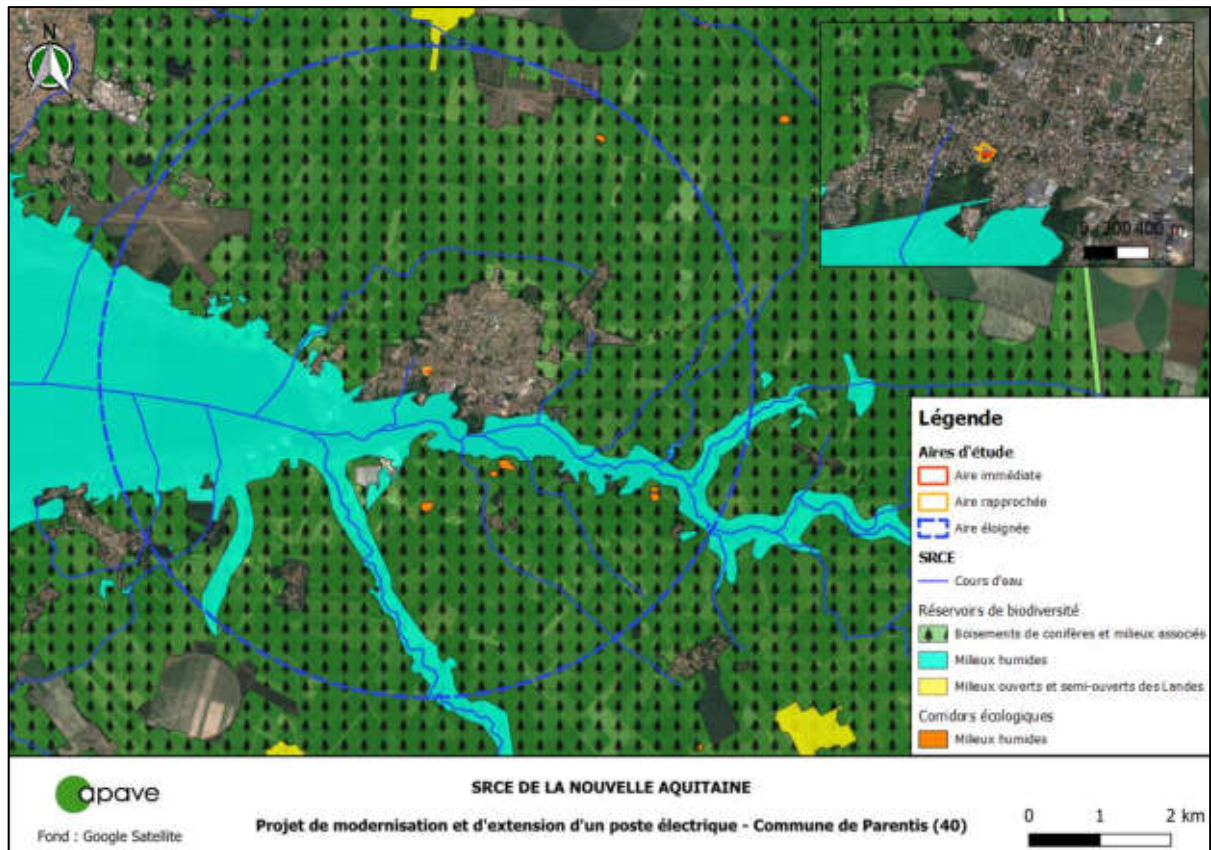 N
200 400 m
Légende
Aires d'étude
Aire immédiate
Aire rapprochée
Aire éloignée
SRCE
Cours d'eau
Réservoirs de biodiversité
Boisements de conifères et milieux associés
Milieux humides
Milieux ouverts et semi-ouverts des Landes
Corridors écologiques
Milieux humides
apave
Fond : Google Satellite
SRCE DE LA NOUVELLE AQUITAINE
Projet de modernisation et d'extension d'un poste électrique - Commune de Parentis (40)
0 1 2 km